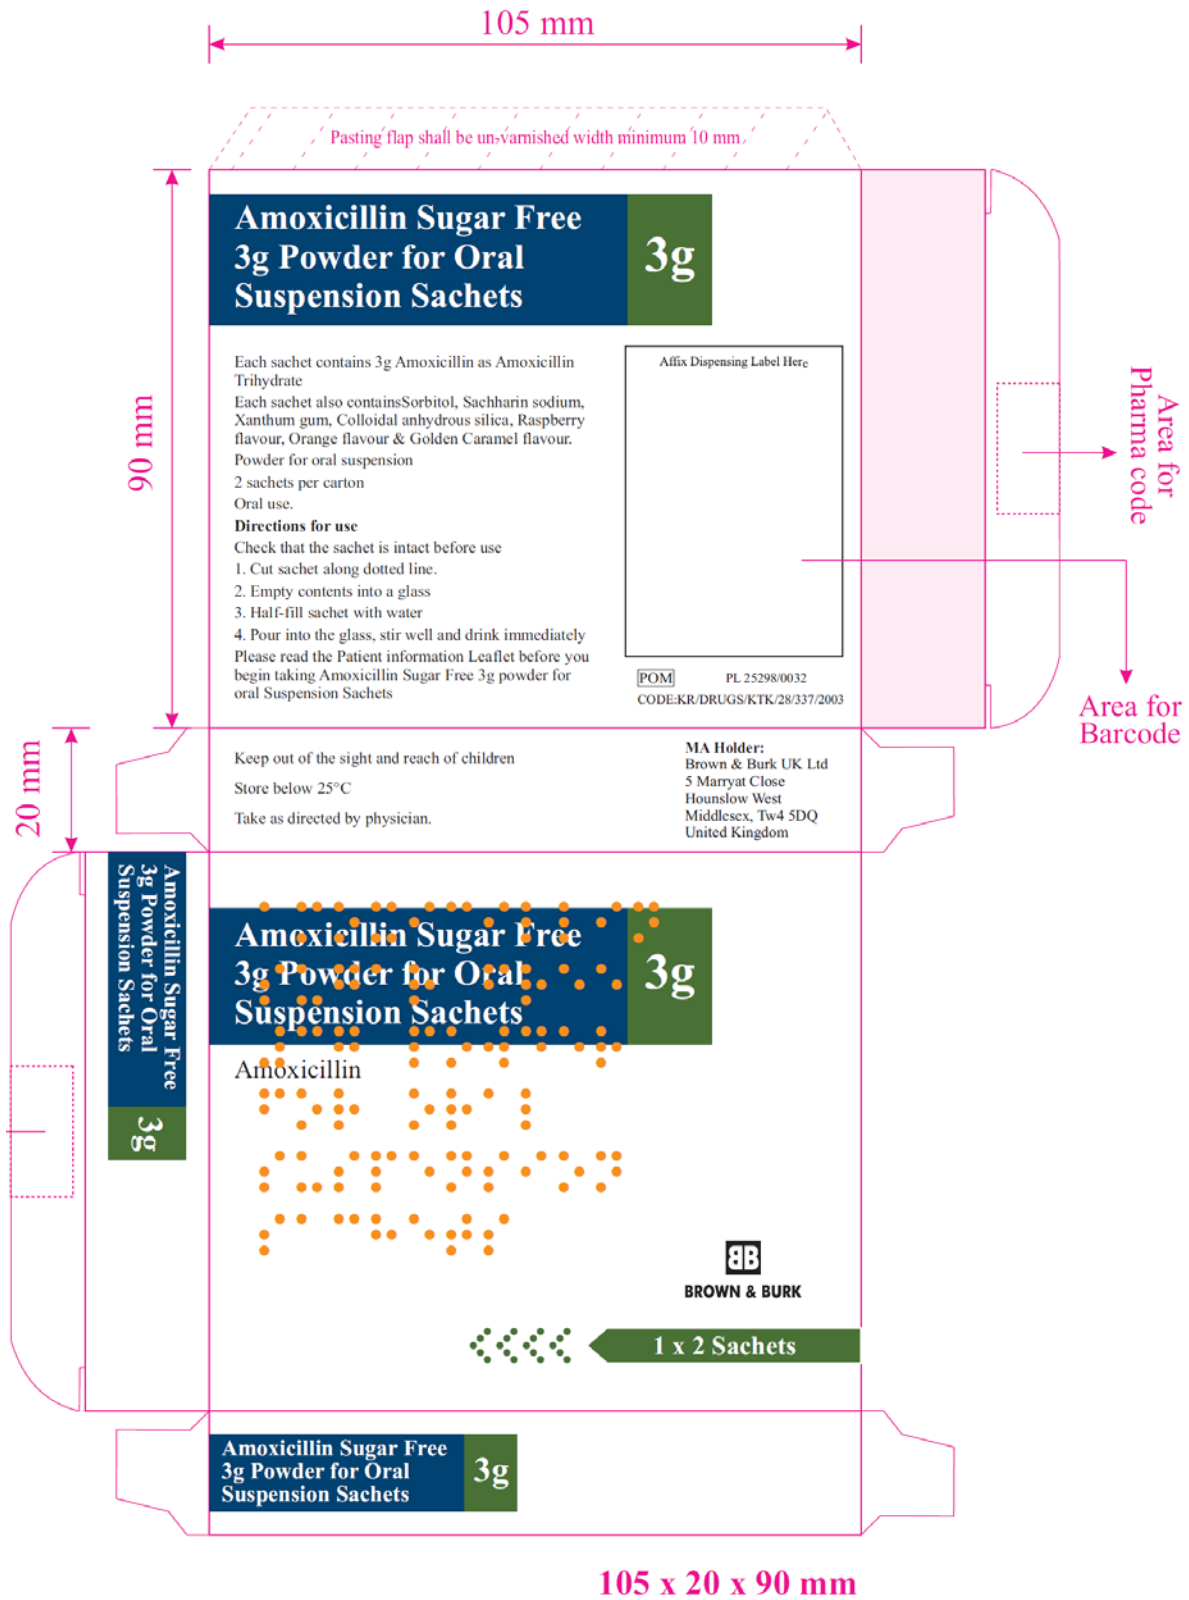 105 mm
Pasting flap shall be un-varnished width minimum 10 mm
Amoxicillin Sugar Free
3g Powder for Oral
Suspension Sachets
3g
Each sachet contains 3g Amoxicillin as Amoxicillin
Trihydrate
Each sachet also containsSorbitol, Sachharin sodium,
Xanthum gum, Colloidal anhydrous silica, Raspberry
flavour, Orange flavour & Golden Caramel flavour.
Powder for oral suspension
2 sachets per carton
Oral use.
Directions for use
Check that the sachet is intact before use
1. Cut sachet along dotted line.
2. Empty contents into a glass
3. Half-fill sachet with water
4. Pour into the glass, stir well and drink immediately
Please read the Patient information Leaflet before you
begin taking Amoxicillin Sugar Free 3g powder for
oral Suspension Sachets
Affix Dispensing Label Here
POM PL 25298/0032
CODE:KR/DRUGS/KTK/28/337/2003
90 mm
Area for
Pharma code
Area for
Barcode
20 mm
Keep out of the sight and reach of children
Store below 25°C
Take as directed by physician.
MA Holder:
Brown & Burk UK Ltd
5 Marryat Close
Hounslow West
Middlesex, Tw4 5DQ
United Kingdom
Amoxicillin Sugar Free
3g Powder for Oral
Suspension Sachets
3g
Amoxicillin Sugar Free
3g Powder for Oral
Suspension Sachets
3g
Amoxicillin
BB
BROWN & BURK
1 x 2 Sachets
Amoxicillin Sugar Free
3g Powder for Oral
Suspension Sachets
3g
105 x 20 x 90 mm